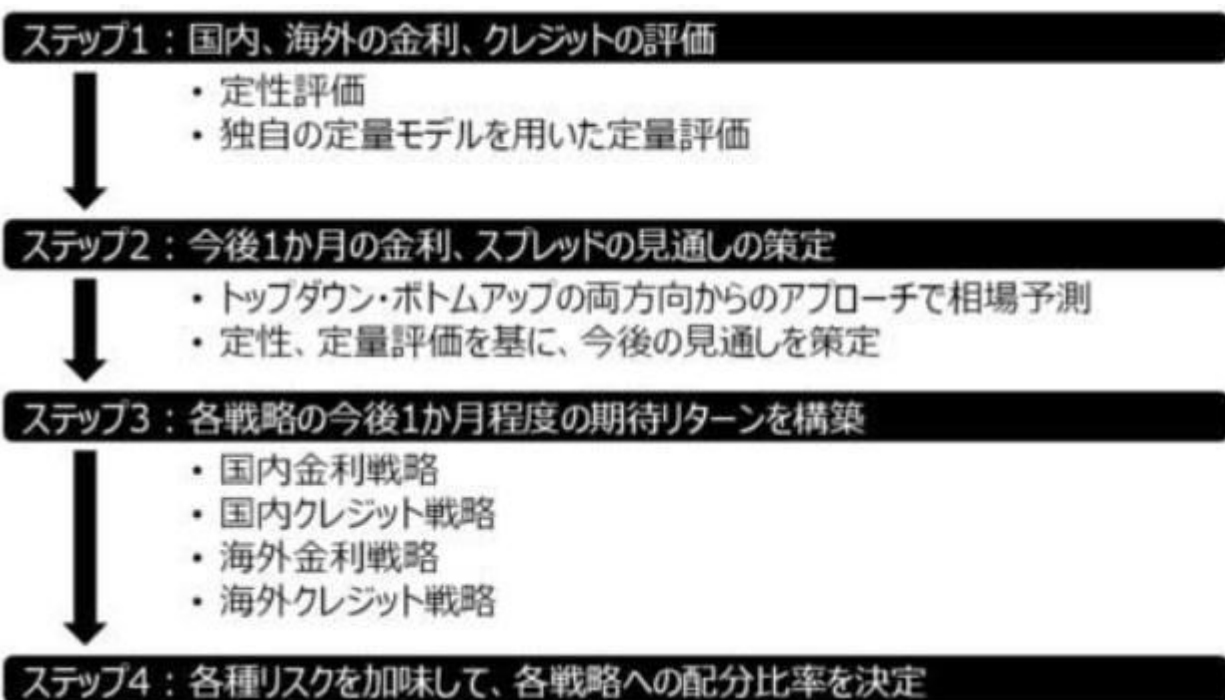 ステップ1：国内、海外の金利、クレジットの評価
・定性評価
・独自の定量モデルを用いた定量評価
ステップ2：今後1か月の金利、スプレッドの見通しの策定
・トップダウン・ボトムアップの両方向からのアプローチで相場予測
・定性、定量評価を基に、今後の見通しを策定
ステップ3：各戦略の今後1か月程度の期待リターンを構築
・国内金利戦略
・国内クレジット戦略
・海外金利戦略
・海外クレジット戦略
ステップ4：各種リスクを加味して、各戦略への配分比率を決定